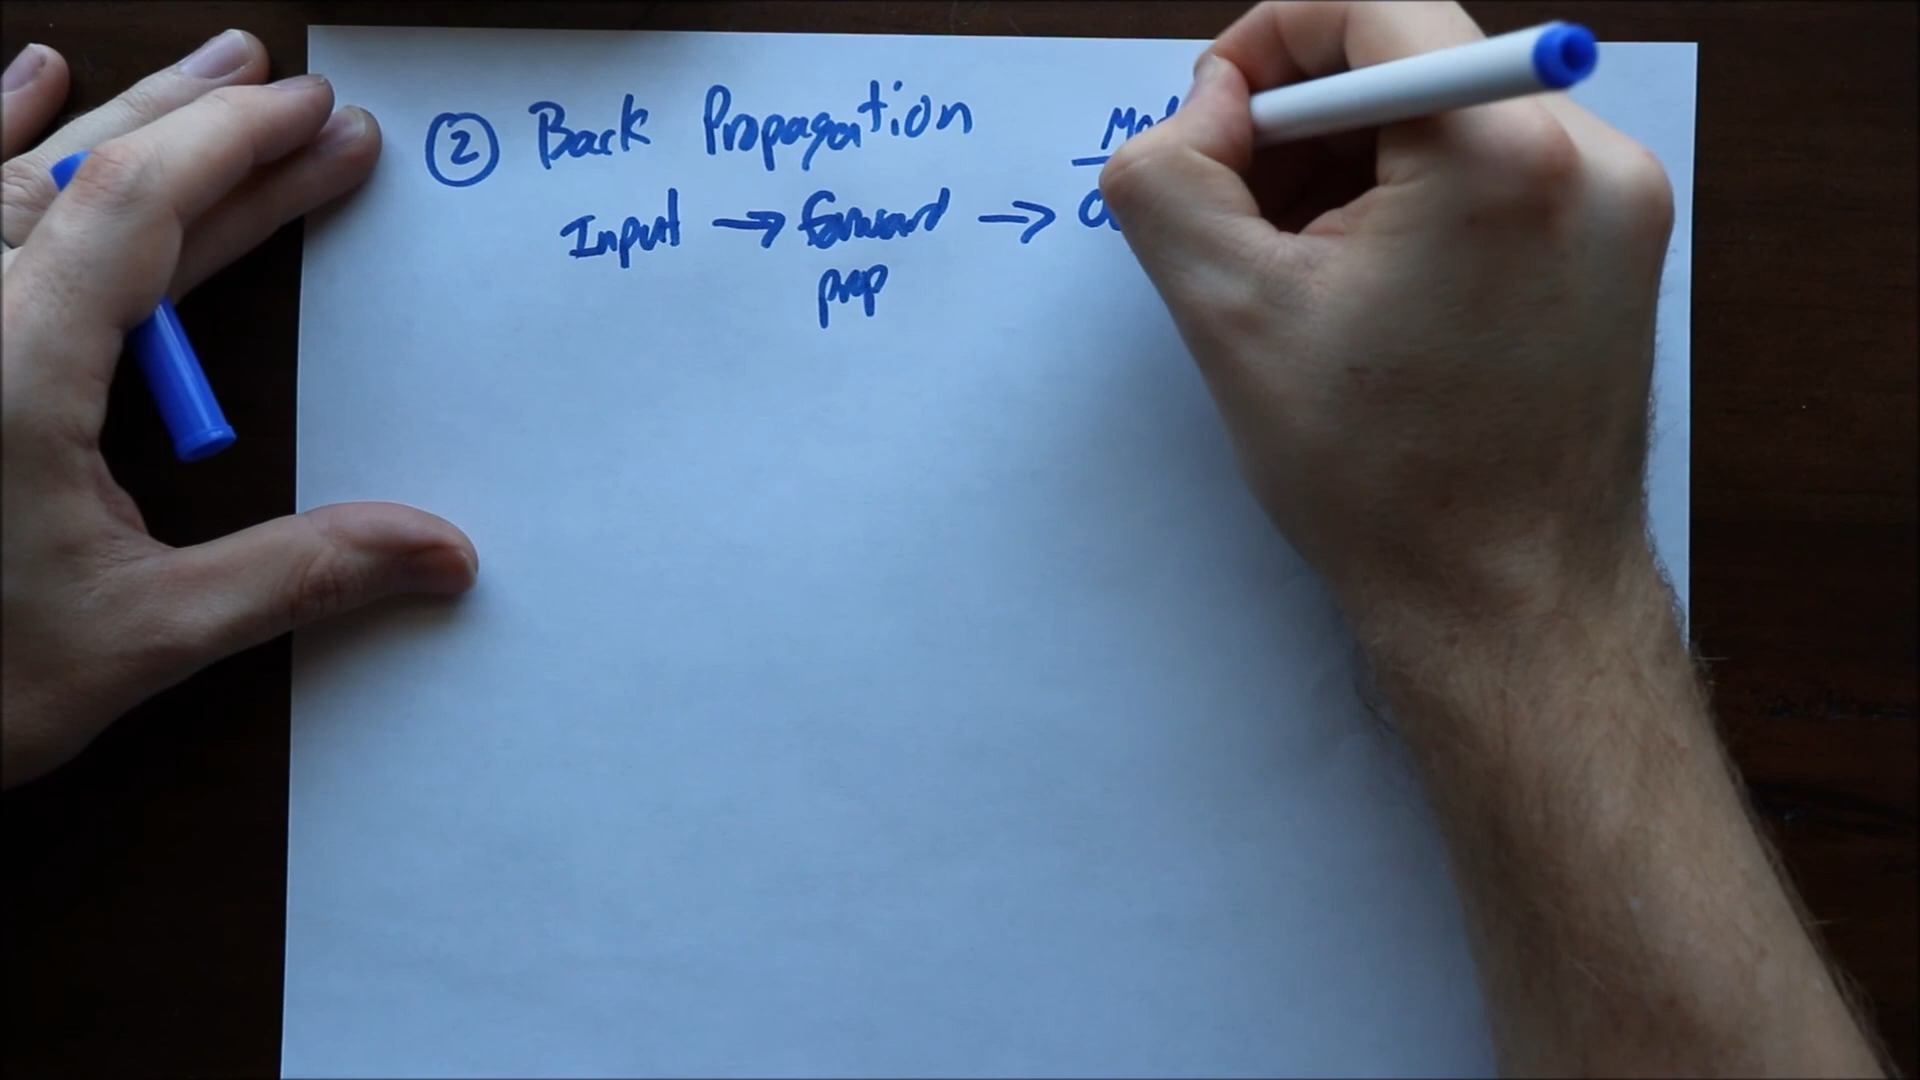 ② Back Propagation
Input → forward →
prop